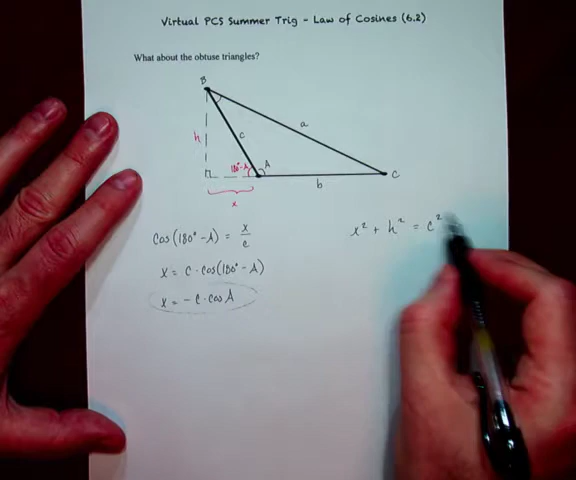 Virtual PCS Summer Trig - Law of Cosines (6.2)
What about the obtuse triangles?
B
h
c
a
180° - A
A
C
b
x
cos(180° - A) = x/c
x² + h² = c²
x = c · cos(180° - A)
x = - c · cos A